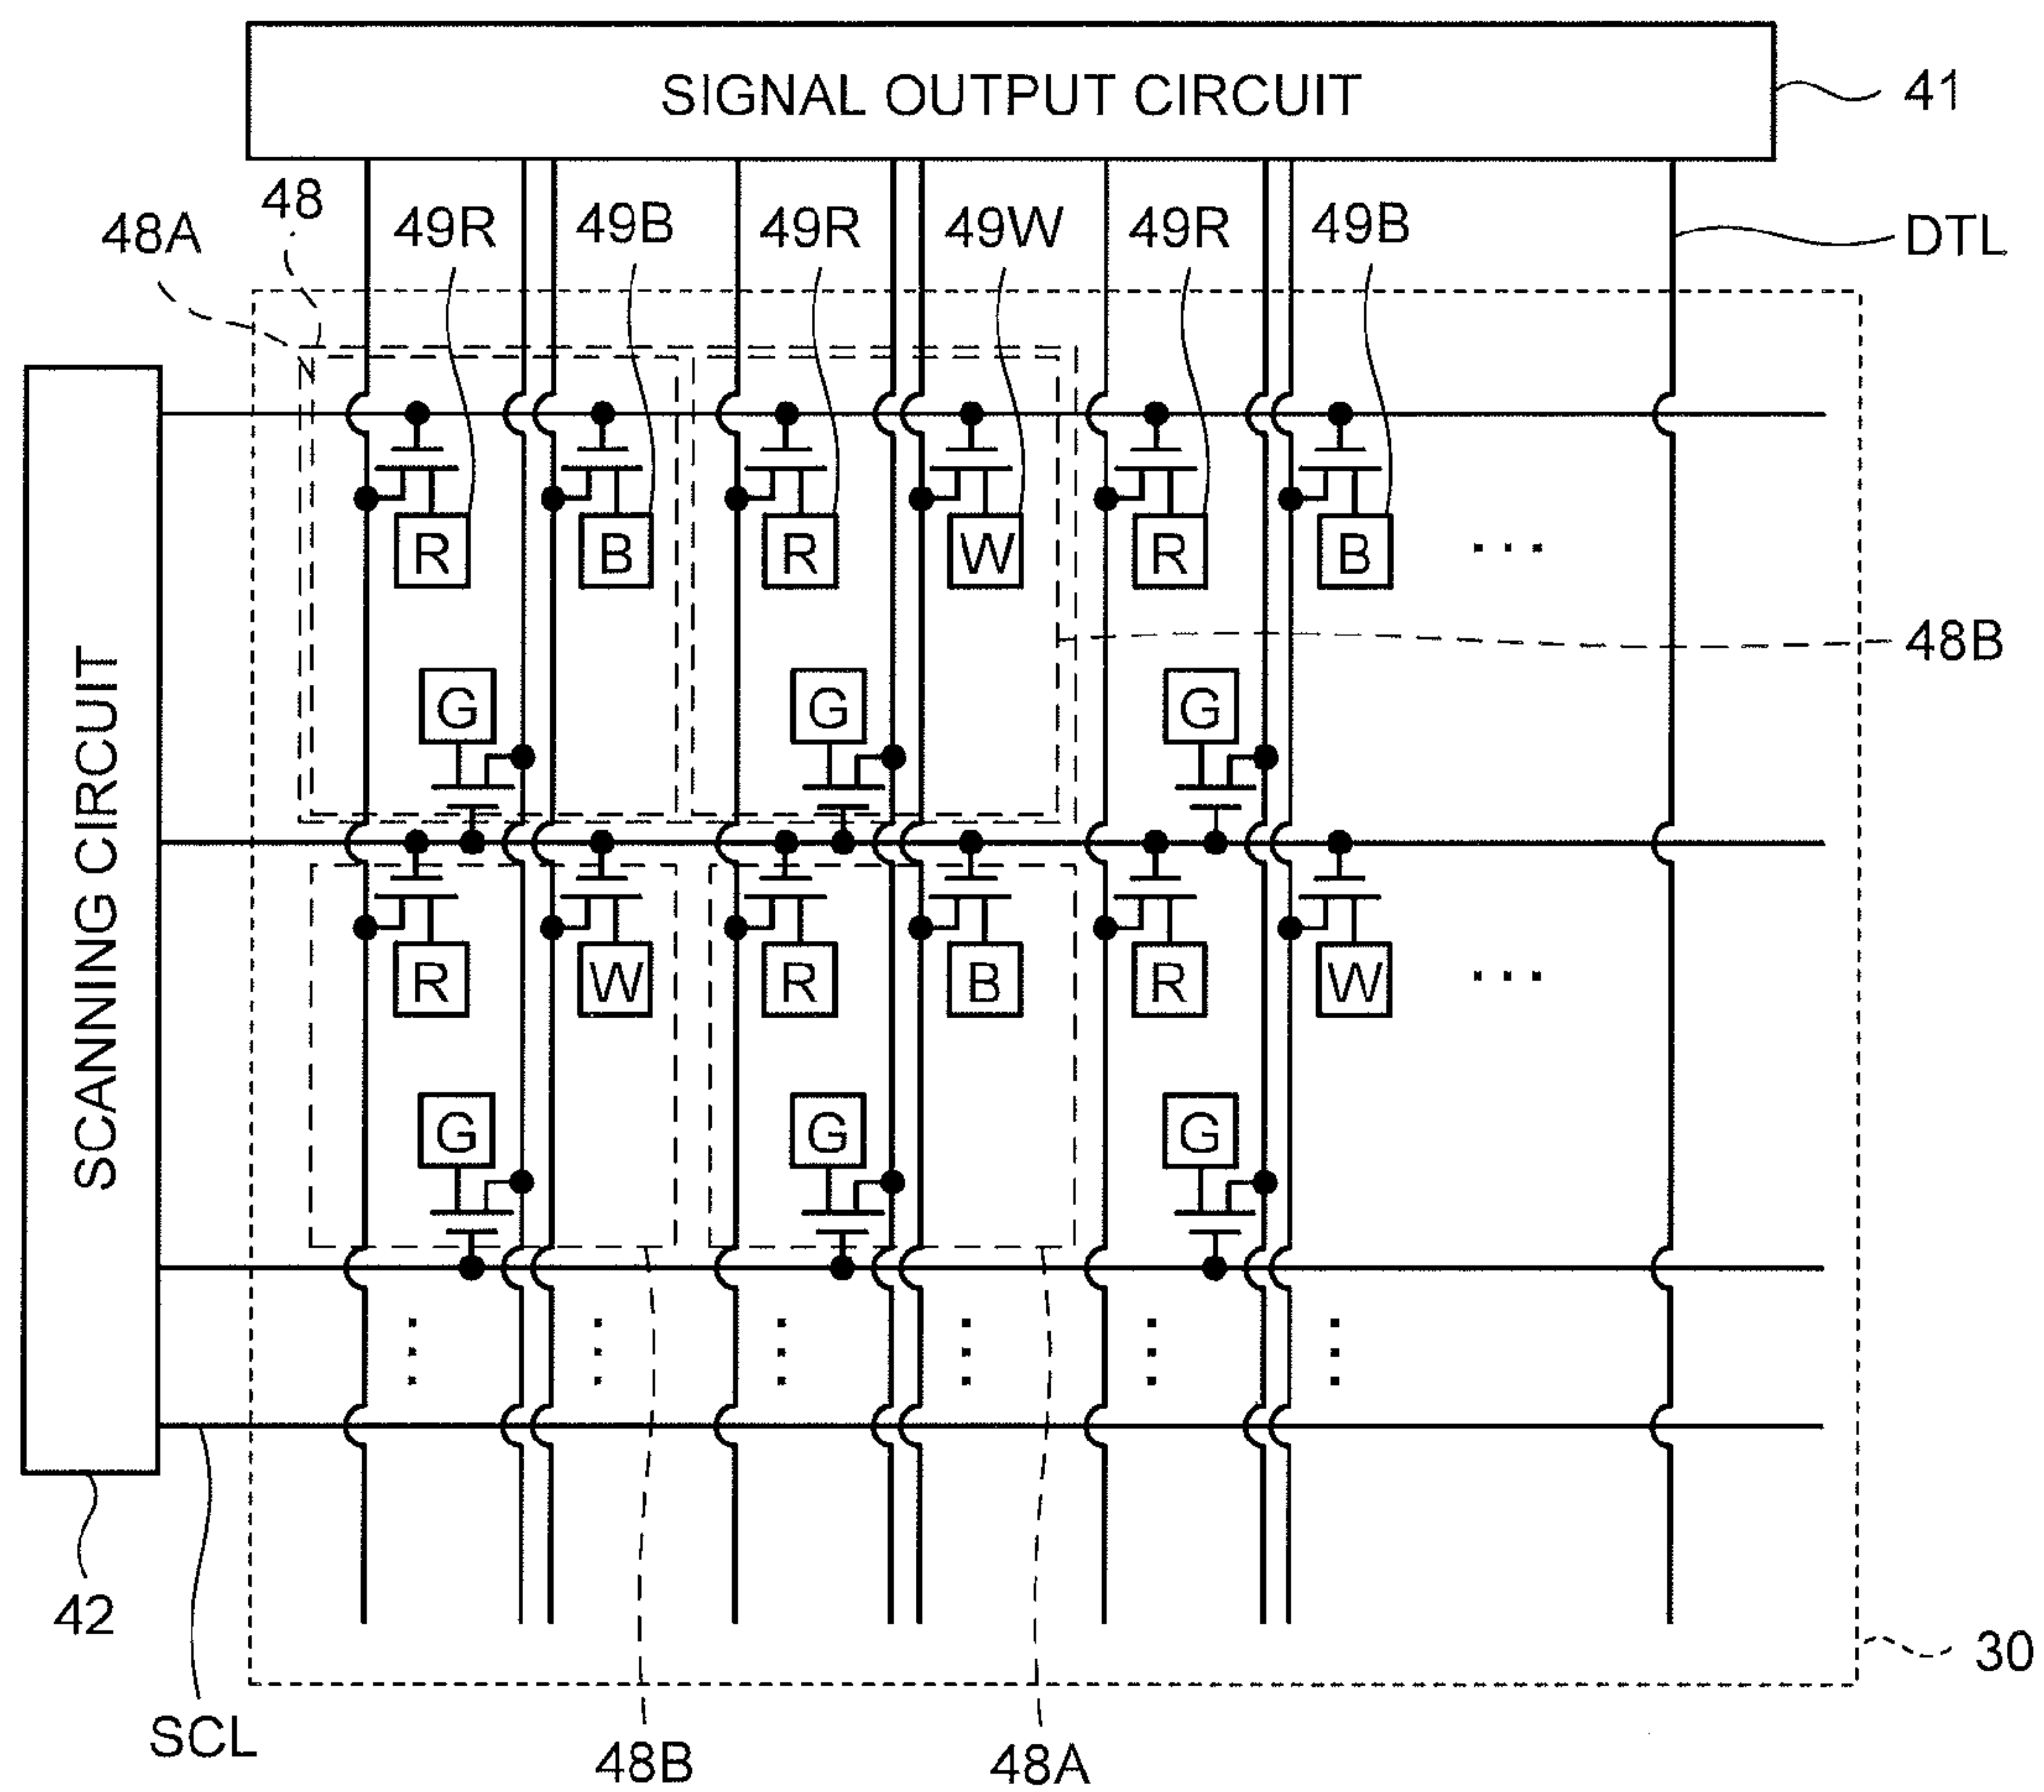 SIGNAL OUTPUT CIRCUIT
41
48
48A
49R
49B
49R
49W
49R
49B
DTL
R
B
R
W
R
B
...
48B
SCANNING CIRCUIT
G
G
G
R
W
R
B
R
W
...
G
G
G
42
SCL
48B
48A
30